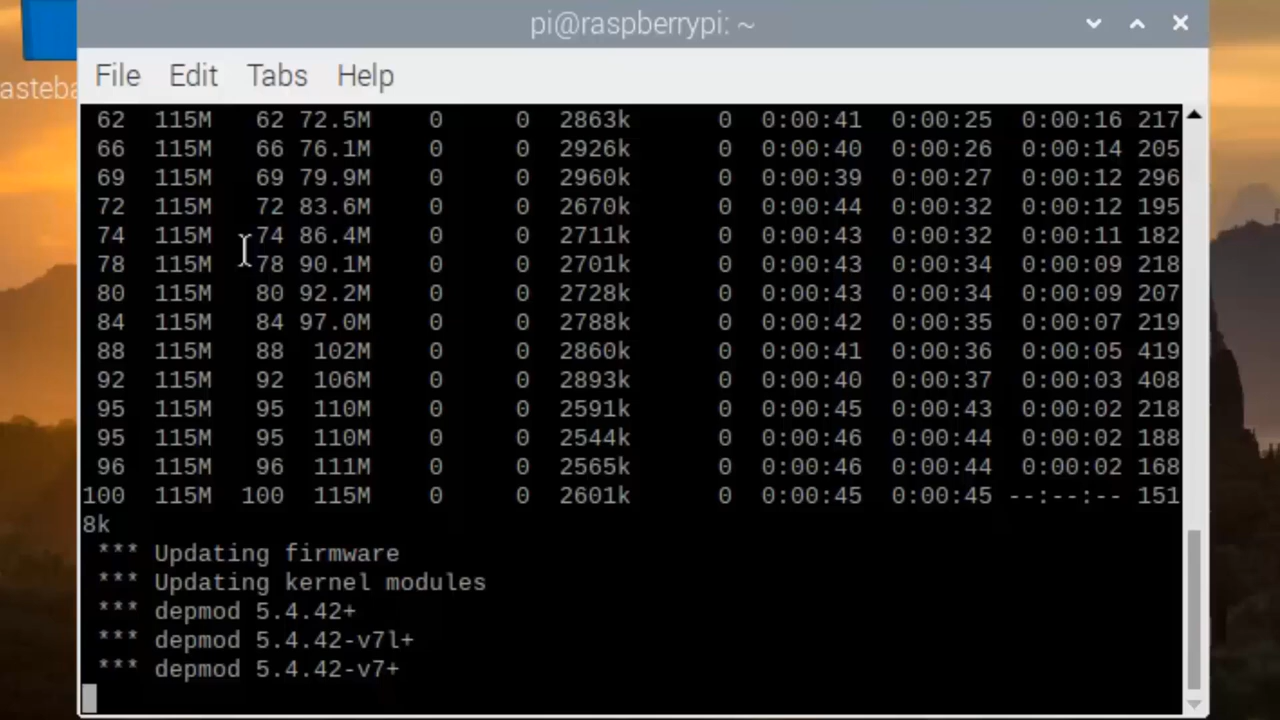 pi@raspberrypi: ~
asteba
File Edit Tabs Help
62 115M 62 72.5M 0 0 2863k 0 0:00:41 0:00:25 0:00:16 217
66 115M 66 76.1M 0 0 2926k 0 0:00:40 0:00:26 0:00:14 205
69 115M 69 79.9M 0 0 2960k 0 0:00:39 0:00:27 0:00:12 296
72 115M 72 83.6M 0 0 2670k 0 0:00:44 0:00:32 0:00:12 195
74 115M 74 86.4M 0 0 2711k 0 0:00:43 0:00:32 0:00:11 182
78 115M 78 90.1M 0 0 2701k 0 0:00:43 0:00:34 0:00:09 218
80 115M 80 92.2M 0 0 2728k 0 0:00:43 0:00:34 0:00:09 207
84 115M 84 97.0M 0 0 2788k 0 0:00:42 0:00:35 0:00:07 219
88 115M 88 102M 0 0 2860k 0 0:00:41 0:00:36 0:00:05 419
92 115M 92 106M 0 0 2893k 0 0:00:40 0:00:37 0:00:03 408
95 115M 95 110M 0 0 2591k 0 0:00:45 0:00:43 0:00:02 218
95 115M 95 110M 0 0 2544k 0 0:00:46 0:00:44 0:00:02 188
96 115M 96 111M 0 0 2565k 0 0:00:46 0:00:44 0:00:02 168
100 115M 100 115M 0 0 2601k 0 0:00:45 0:00:45 --:--:-- 151
8k
*** Updating firmware
*** Updating kernel modules
*** depmod 5.4.42+
*** depmod 5.4.42-v7l+
*** depmod 5.4.42-v7+